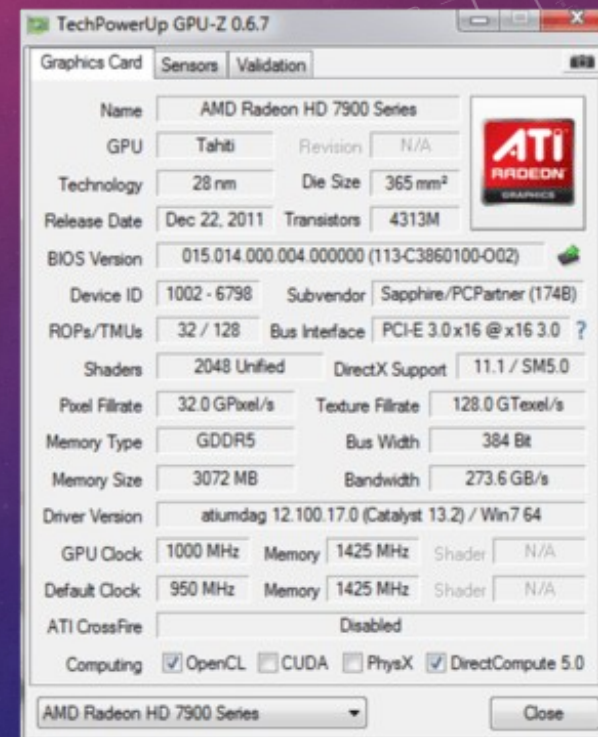 TechPowerUp GPU-Z 0.6.7
Graphics Card Sensors Validation
Name AMD Radeon HD 7900 Series
GPU Tahiti Revision N/A
ATI
RADEON
GRAPHICS
Technology 28 nm Die Size 365 mm²
Release Date Dec 22, 2011 Transistors 4313M
BIOS Version 015.014.000.004.000000 (113-C3860100-O02)
Device ID 1002 - 6798 Subvendor Sapphire/PCPartner (174B)
ROPs/TMUs 32 / 128 Bus Interface PCI-E 3.0 x16 @ x16 3.0 ?
Shaders 2048 Unified DirectX Support 11.1 / SM5.0
Pixel Fillrate 32.0 GPixel/s Texture Fillrate 128.0 GTexel/s
Memory Type GDDR5 Bus Width 384 Bit
Memory Size 3072 MB Bandwidth 273.6 GB/s
Driver Version atiumdag 12.100.17.0 (Catalyst 13.2) / Win7 64
GPU Clock 1000 MHz Memory 1425 MHz Shader N/A
Default Clock 950 MHz Memory 1425 MHz Shader N/A
ATI CrossFire Disabled
Computing OpenCL CUDA PhysX DirectCompute 5.0
AMD Radeon HD 7900 Series Close